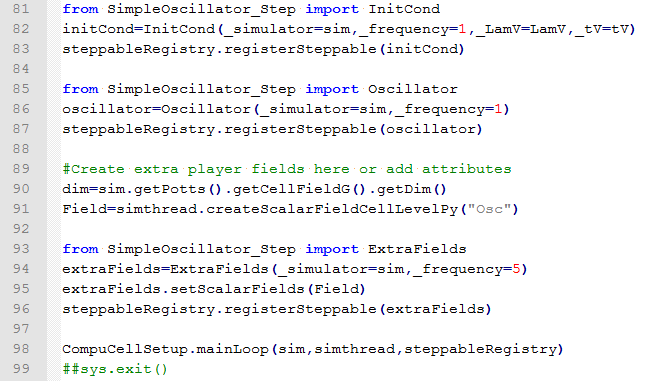 81 from SimpleOscillator_Step import InitCond
82 initCond=InitCond(_simulator=sim,_frequency=1,_LamV=LamV,_tV=tV)
83 steppableRegistry.registerSteppable(initCond)
84
85 from SimpleOscillator_Step import Oscillator
86 oscillator=Oscillator(_simulator=sim,_frequency=1)
87 steppableRegistry.registerSteppable(oscillator)
88
89 #Create extra player fields here or add attributes
90 dim=sim.getPotts().getCellFieldG().getDim()
91 Field=simthread.createScalarFieldCellLevelPy("Osc")
92
93 from SimpleOscillator_Step import ExtraFields
94 extraFields=ExtraFields(_simulator=sim,_frequency=5)
95 extraFields.setScalarFields(Field)
96 steppableRegistry.registerSteppable(extraFields)
97
98 CompuCellSetup.mainLoop(sim,simthread,steppableRegistry)
99 ##sys.exit()